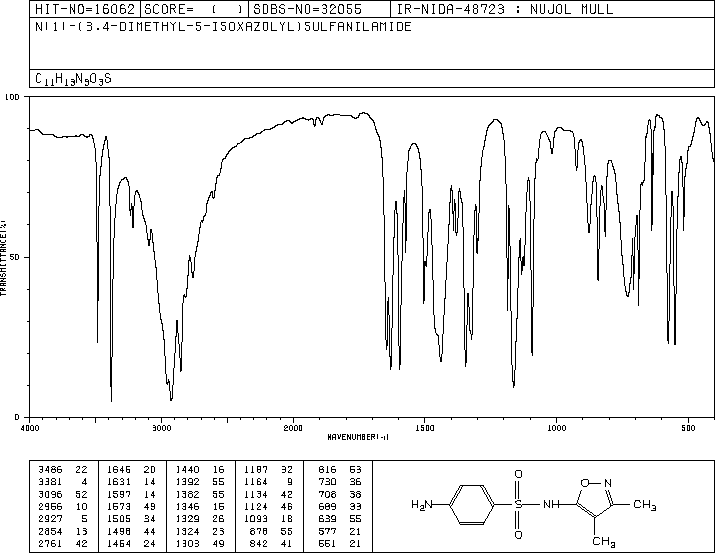 HIT-NO=16062 SCORE= ( ) SDBS-NO=32055 IR-NIDA-48723 : NUJOL MULL
N(1)-(3,4-DIMETHYL-5-ISOXAZOLYL)SULFANILAMIDE
C11H13N3O3S
100
50
0
TRANSMITTANCE(%)
4000 3000 2000 1500 1000 500
WAVENUMBER(-1)
3486 22 1646 20 1440 16 1187 32 816 53
3381 4 1631 14 1392 55 1164 9 730 36
3096 52 1597 14 1382 55 1134 42 708 38
2956 10 1573 49 1346 15 1124 46 689 33
2927 5 1505 34 1329 26 1093 18 639 55
2854 13 1498 44 1324 23 878 55 577 21
2761 42 1464 24 1303 49 842 41 551 21
H2N
O
S
O
NH
O
N
CH3
CH3